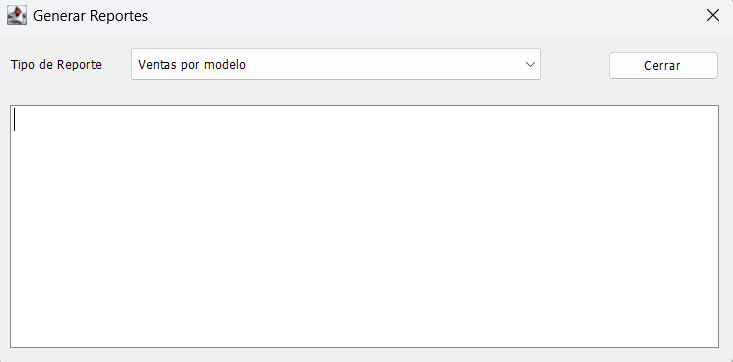 Generar Reportes
Tipo de Reporte
Ventas por modelo
Cerrar